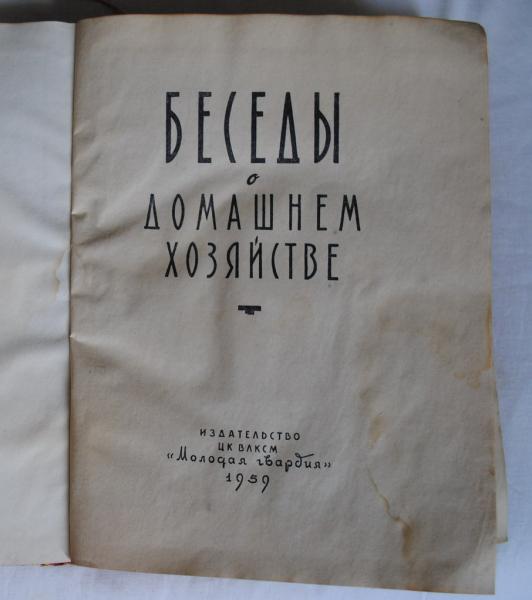 БЕСЕДЫ
о
ДОМАШНЕМ
ХОЗЯЙСТВЕ
ИЗДАТЕЛЬСТВО
ЦК ВЛКСМ
«Молодая гвардия»
1959